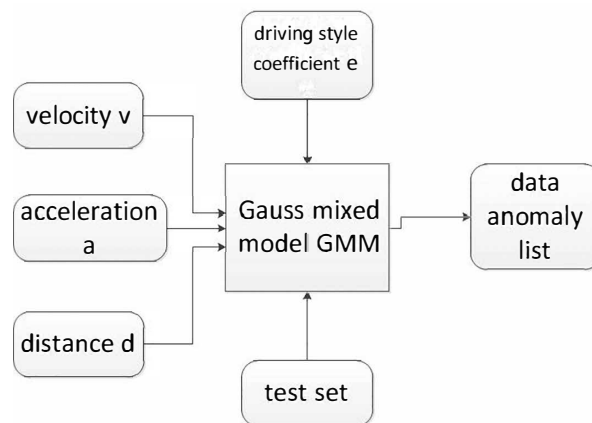 driving style
coefficient e
velocity v
acceleration
a
distance d
Gauss mixed
model GMM
test set
data
anomaly
list